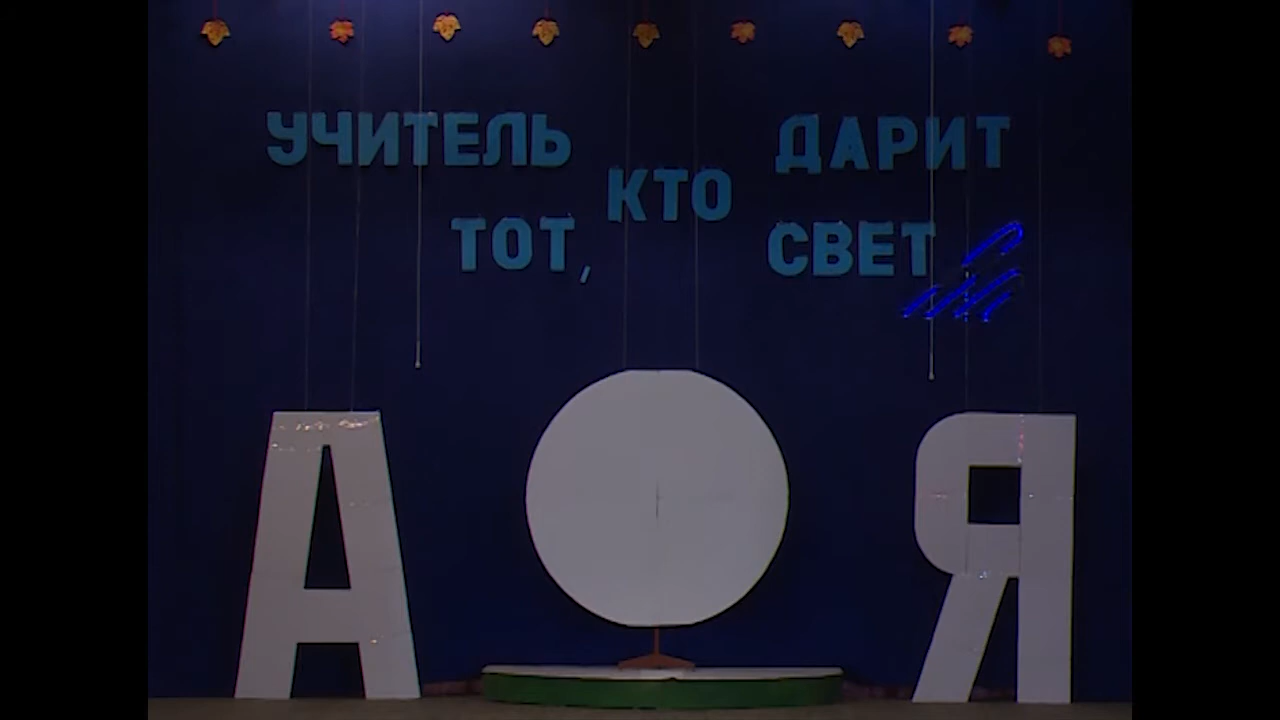 УЧИТЕЛЬ
ТОТ,
КТО
ДАРИТ
СВЕТ
А Я